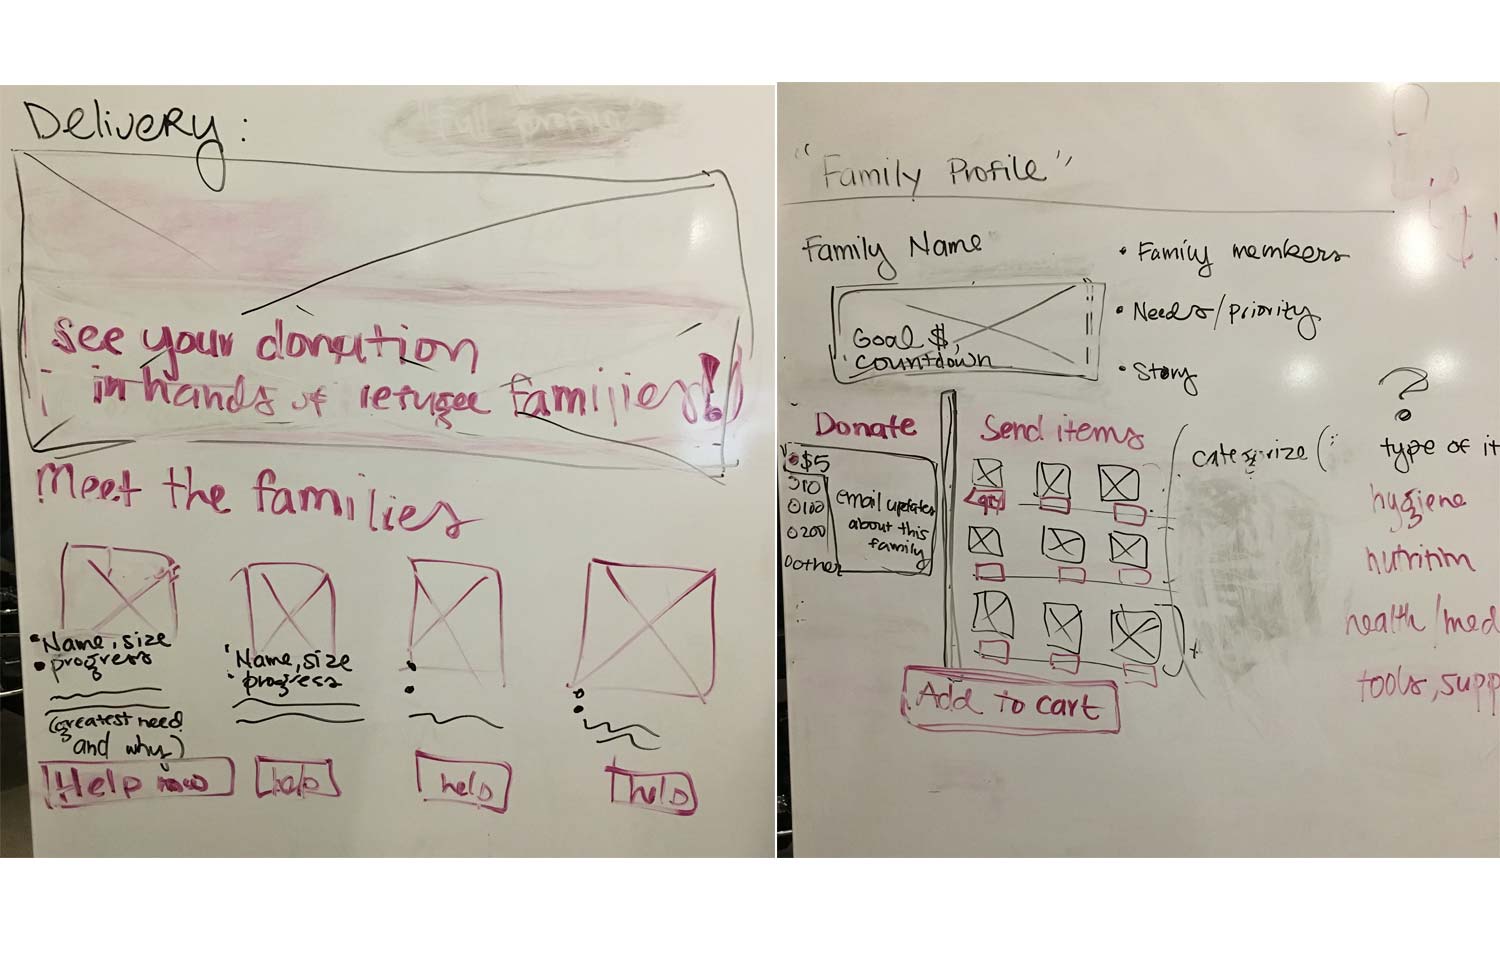 Delivery:
Full profile
See your donation
in hands of refugee families!
Meet the families
• Name, size
• progress
(greatest need
and why)
Help now
• Name, size
• progress
help
help
help
"Family Profile"
Family Name
Goal $,
countdown
• Family members
• Needs/priority
• Story
Donate
$5
$10
0100
0200
other
email updates
about this
family
Send items
categorize (:
?
type of it
hygiene
nutrition
health/med
tools, supp
Add to cart
$!